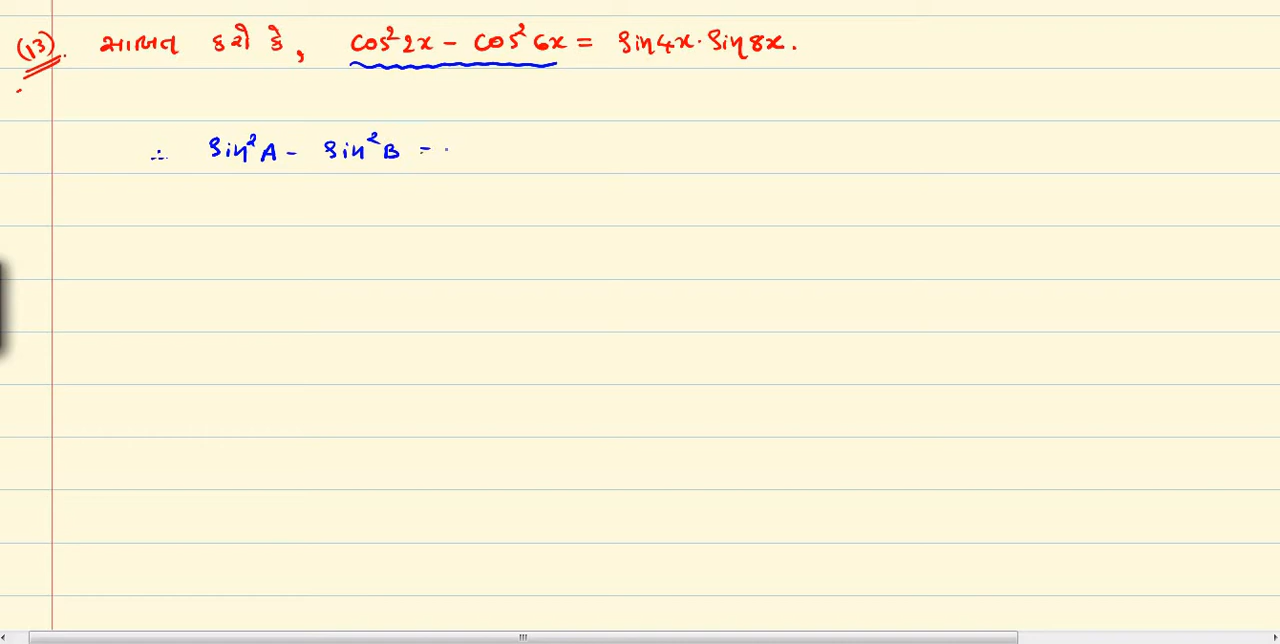 (13). સાબિત કરો કે, cos²2x - cos²6x = sin4x · sin8x.
∴ sin²A - sin²B =